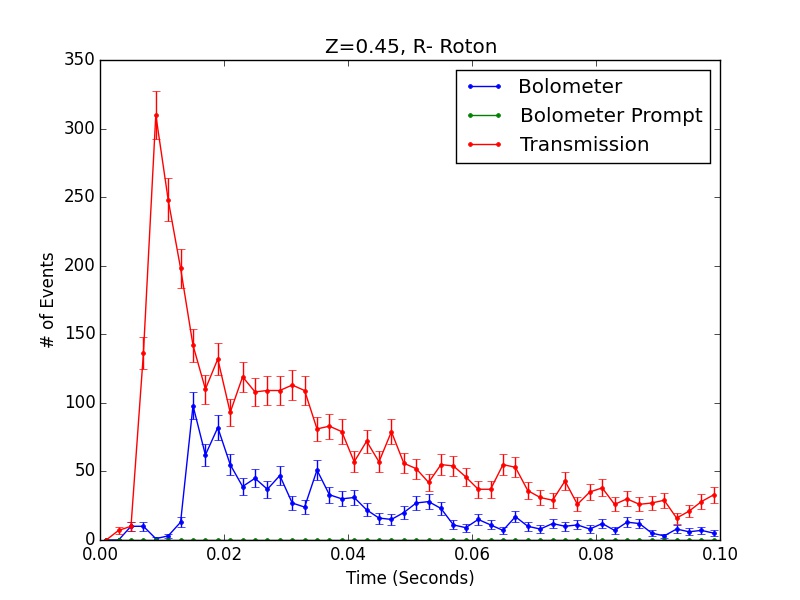 Z=0.45, R- Roton
350
300
250
200
150
100
50
0
# of Events
Bolometer
Bolometer Prompt
Transmission
0.00 0.02 0.04 0.06 0.08 0.10
Time (Seconds)